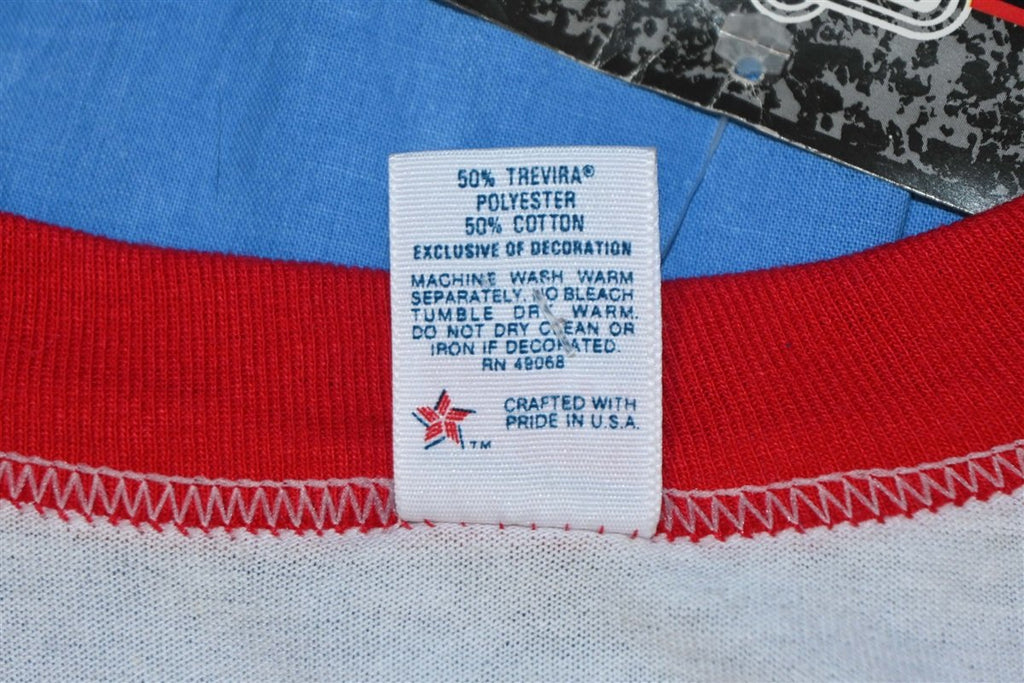 50% TREVIRA®
POLYESTER
50% COTTON
EXCLUSIVE OF DECORATION
MACHINE WASH WARM
SEPARATELY. NO BLEACH
TUMBLE DRY WARM.
DO NOT DRY CLEAN OR
IRON IF DECORATED.
RN 49068
CRAFTED WITH
PRIDE IN U.S.A.
TM